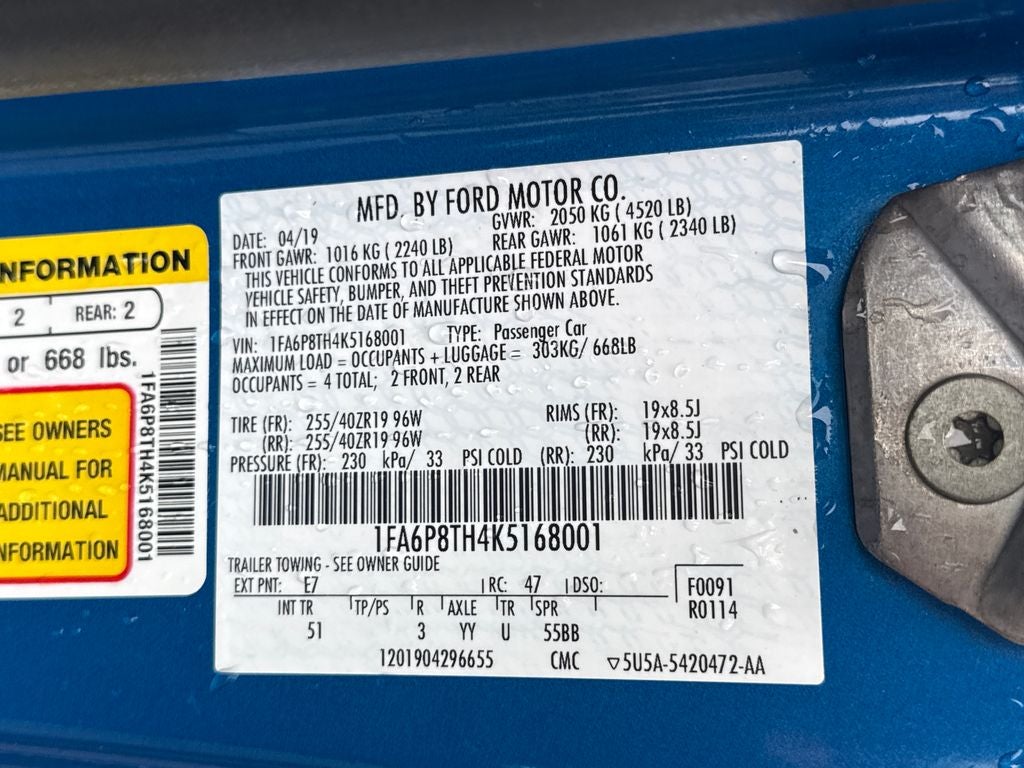 NFORMATION
2 REAR: 2
or 668 lbs.
SEE OWNERS
MANUAL FOR
ADDITIONAL
NFORMATION
1FA6P8TH4K5168001
MFD. BY FORD MOTOR CO.
DATE: 04/19 GVWR: 2050 KG ( 4520 LB)
FRONT GAWR: 1016 KG ( 2240 LB) REAR GAWR: 1061 KG ( 2340 LB)
THIS VEHICLE CONFORMS TO ALL APPLICABLE FEDERAL MOTOR
VEHICLE SAFETY, BUMPER, AND THEFT PREVENTION STANDARDS
IN EFFECT ON THE DATE OF MANUFACTURE SHOWN ABOVE.
VIN: 1FA6P8TH4K5168001 TYPE: Passenger Car
MAXIMUM LOAD = OCCUPANTS + LUGGAGE = 303KG/ 668LB
OCCUPANTS = 4 TOTAL; 2 FRONT, 2 REAR
TIRE (FR): 255/40ZR19 96W RIMS (FR): 19x8.5J
(RR): 255/40ZR19 96W (RR): 19x8.5J
PRESSURE (FR): 230 kPa/ 33 PSI COLD (RR): 230 kPa/ 33 PSI COLD
1FA6P8TH4K5168001
TRAILER TOWING - SEE OWNER GUIDE
EXT PNT: E7 RC: 47 DSO: F0091
INT TR TP/PS R AXLE TR SPR R0114
51 3 YY U 55BB
1201904296655 CMC ▽5U5A-5420472-AA